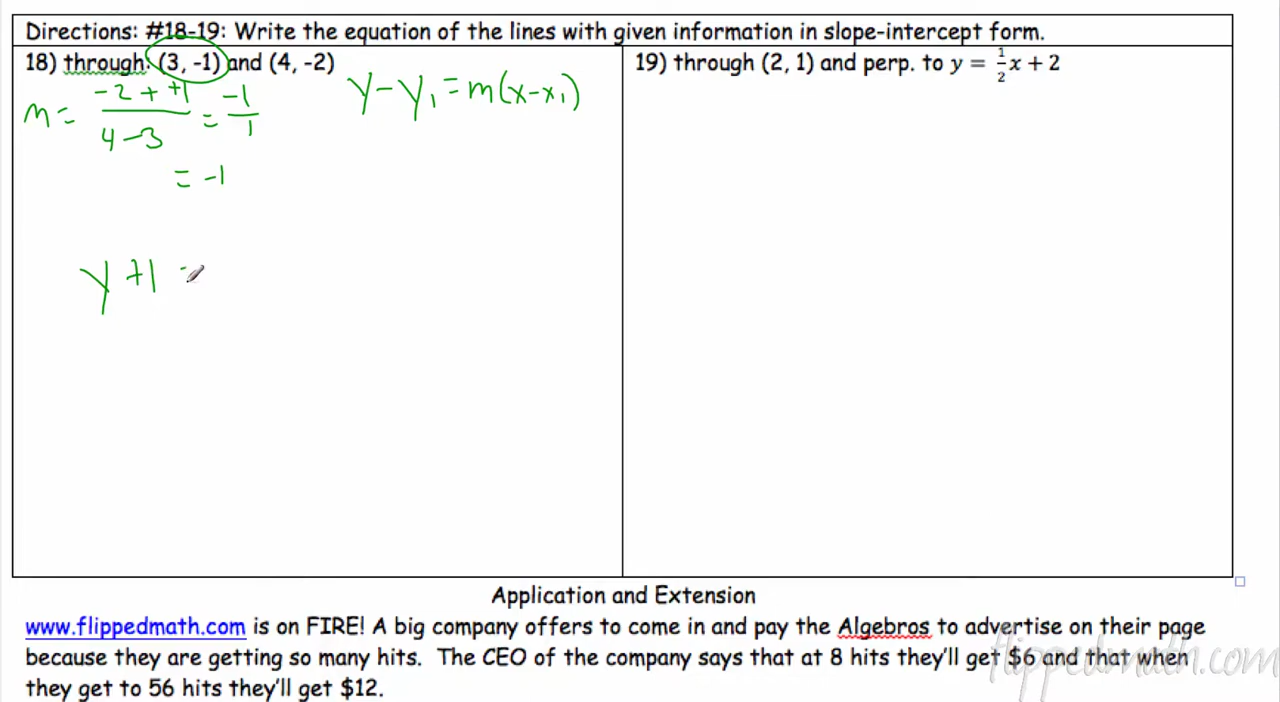 Directions: #18-19: Write the equation of the lines with given information in slope-intercept form.
18) through: (3, -1) and (4, -2)
m = (-2 + +1)/(4 - 3) = -1/1
= -1
y - y₁ = m(x - x₁)
y + 1 =
19) through (2, 1) and perp. to y = 1/2 x + 2
Application and Extension
www.flippedmath.com is on FIRE! A big company offers to come in and pay the Algebros to advertise on their page
because they are getting so many hits. The CEO of the company says that at 8 hits they'll get $6 and that when
they get to 56 hits they'll get $12.
flippedmath.com